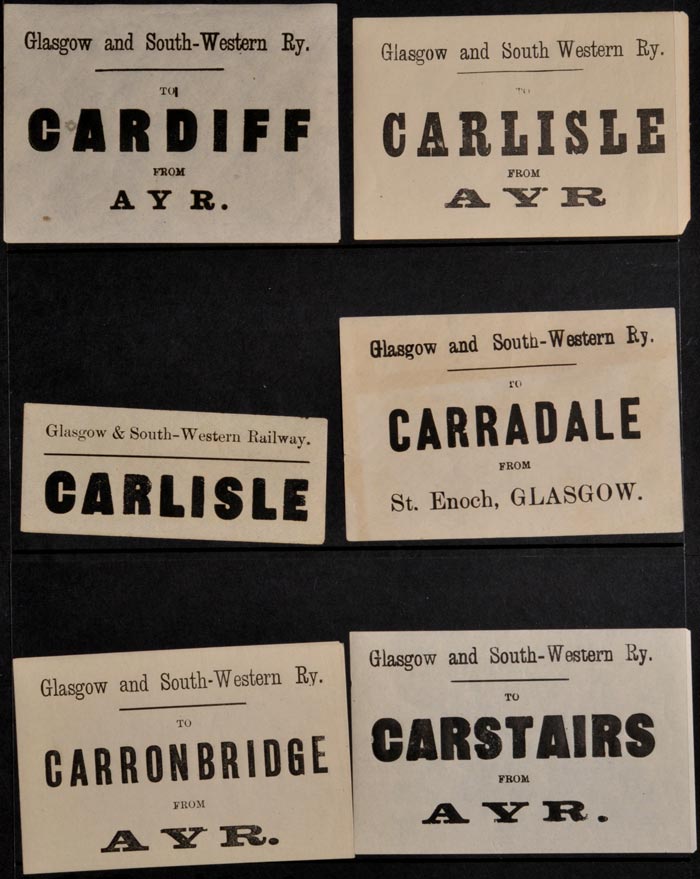 Glasgow and South-Western Ry.
TO
CARDIFF
FROM
AYR.
Glasgow and South Western Ry.
TO
CARLISLE
FROM
AYR
Glasgow & South-Western Railway.
CARLISLE
Glasgow and South-Western Ry.
TO
CARRADALE
FROM
St. Enoch, GLASGOW.
Glasgow and South-Western Ry.
TO
CARRONBRIDGE
FROM
AYR.
Glasgow and South-Western Ry.
TO
CARSTAIRS
FROM
AYR.